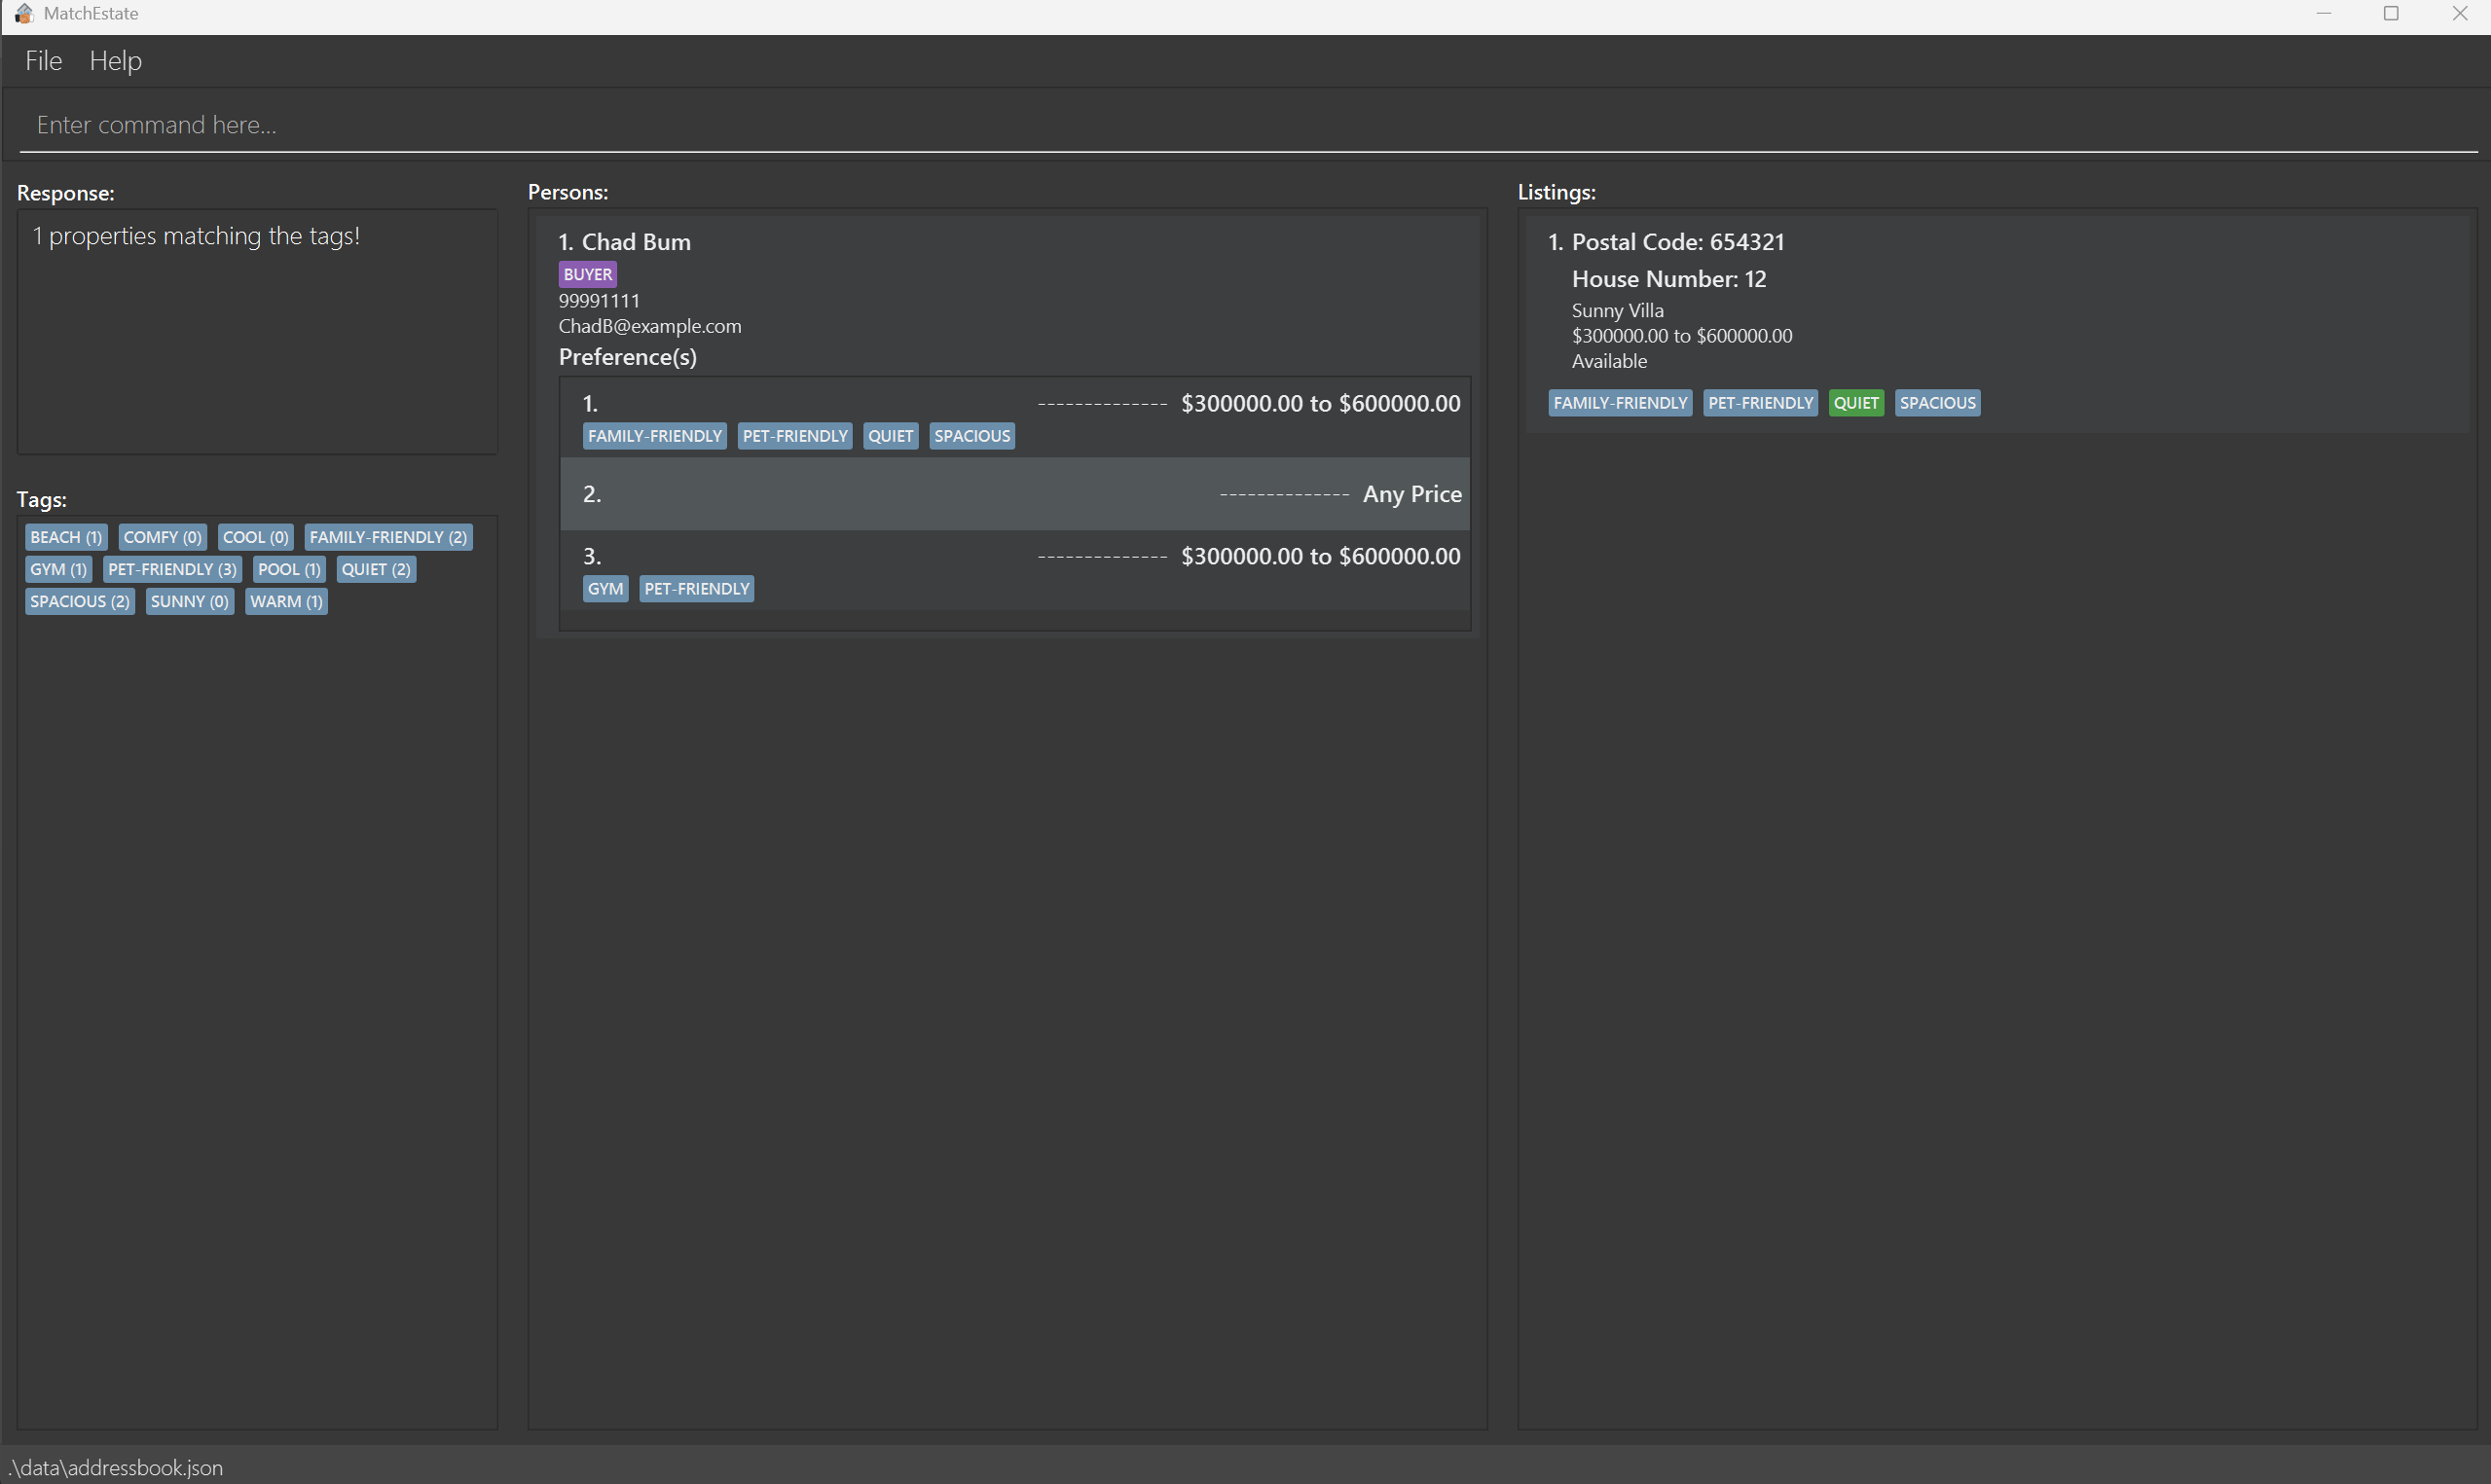 MatchEstate
File Help
Enter command here...
Response:
1 properties matching the tags!
Tags:
BEACH (1) COMFY (0) COOL (0) FAMILY-FRIENDLY (2)
GYM (1) PET-FRIENDLY (3) POOL (1) QUIET (2)
SPACIOUS (2) SUNNY (0) WARM (1)
Persons:
1. Chad Bum
BUYER
99991111
ChadB@example.com
Preference(s)
1. -------------- $300000.00 to $600000.00
FAMILY-FRIENDLY PET-FRIENDLY QUIET SPACIOUS
2. -------------- Any Price
3. -------------- $300000.00 to $600000.00
GYM PET-FRIENDLY
Listings:
1. Postal Code: 654321
House Number: 12
Sunny Villa
$300000.00 to $600000.00
Available
FAMILY-FRIENDLY PET-FRIENDLY QUIET SPACIOUS
.\data\addressbook.json